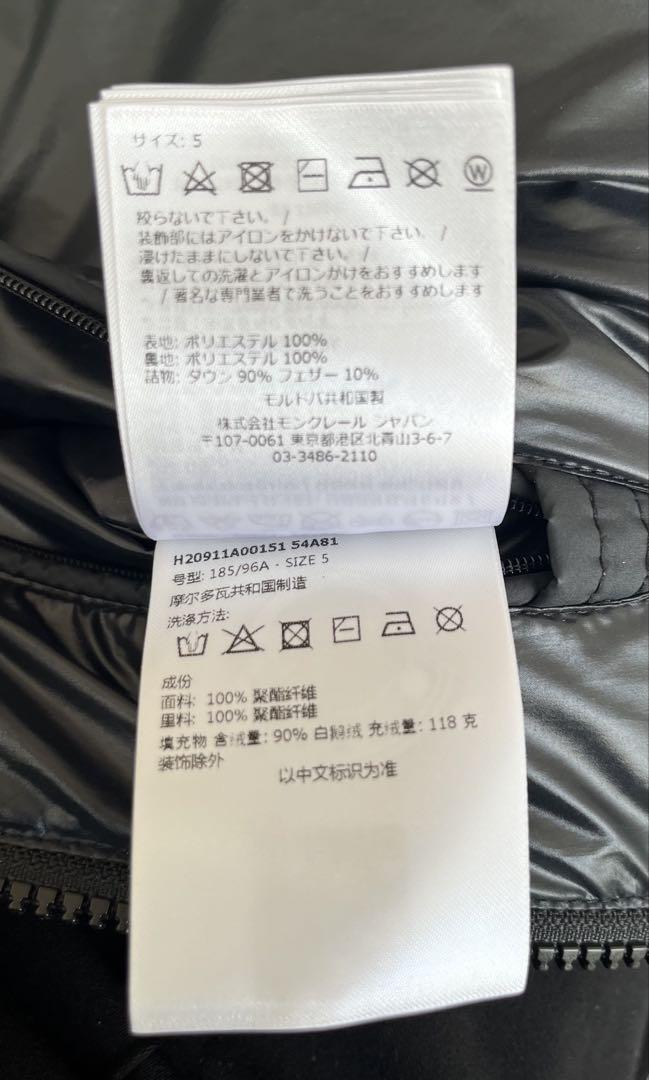 サイズ: 5
W
絞らないで下さい。 /
装飾部にはアイロンをかけないで下さい。 /
浸けたままにしないで下さい。 /
裏返しての洗濯とアイロンがけをおすすめします
/ 著名な専門業者で洗うことをおすすめします
表地: ポリエステル 100%
裏地: ポリエステル 100%
詰物: ダウン 90% フェザー 10%
モルドバ共和国製
株式会社モンクレール ジャパン
〒107-0061 東京都港区北青山3-6-7
03-3486-2110
H20911A00151 54A81
号型: 185/96A · SIZE 5
摩尔多瓦共和国制造
洗涤方法:
成份
面料: 100% 聚酯纤维
里料: 100% 聚酯纤维
填充物 含绒量: 90% 白鹅绒 充绒量: 118 克
装饰除外
以中文标识为准